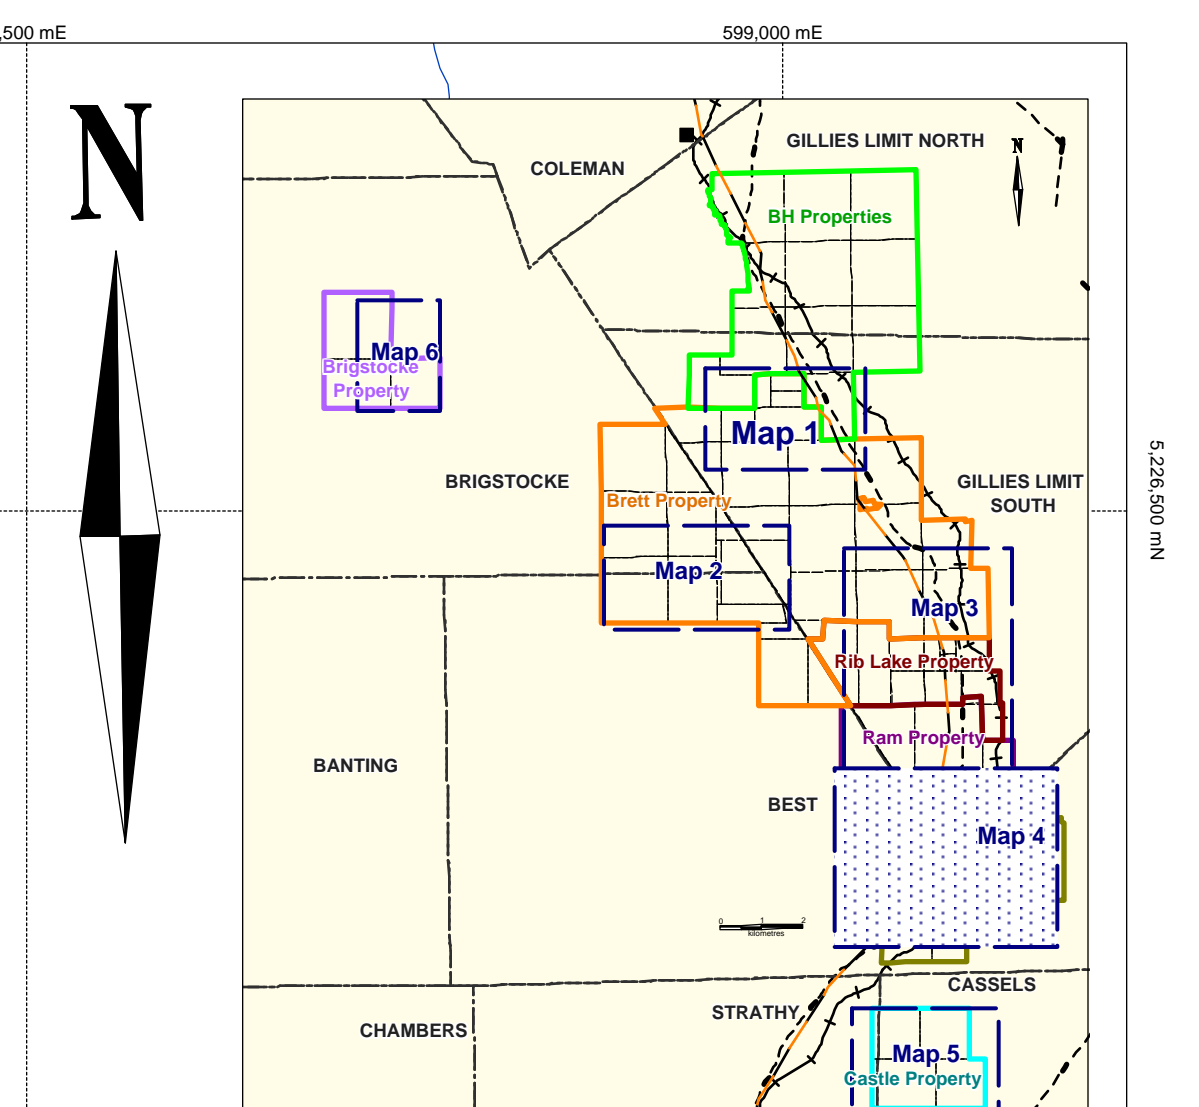 ,500 mE
599,000 mE
N
GILLIES LIMIT NORTH
N
COLEMAN
BH Properties
Map 6
Brigstocke
Property
Map 1
BRIGSTOCKE
GILLIES LIMIT
SOUTH
5,226,500 mN
Brett Property
Map 2
Map 3
Rib Lake Property
Ram Property
BANTING
BEST
Map 4
0 1 2
kilometres
CASSELS
STRATHY
CHAMBERS
Map 5
Castle Property